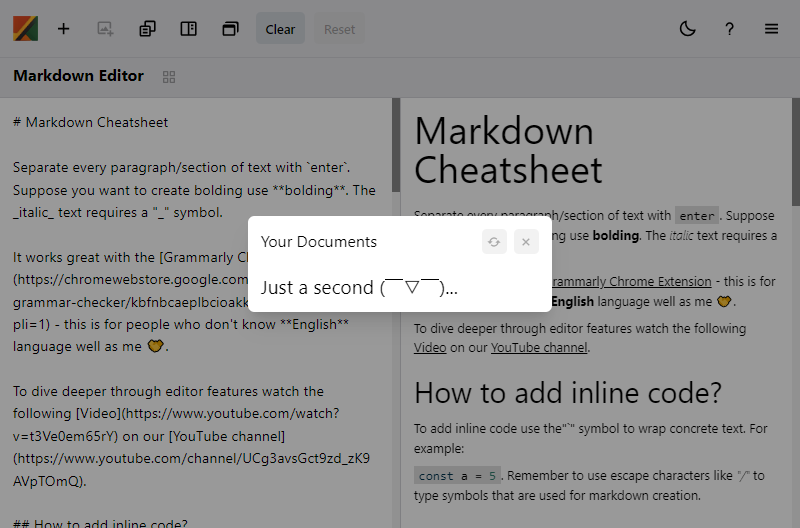 Clear
Reset
?
Markdown Editor
# Markdown Cheatsheet
Separate every paragraph/section of text with `enter`.
Suppose you want to create bolding use **bolding**. The
_italic_ text requires a "_" symbol.
It works great with the [Grammarly Ch
(https://chromewebstore.google.com
grammar-checker/kbfnbcaeplbcioakk
pli=1) - this is for people who don't know **English**
language well as me 🤝.
To dive deeper through editor features watch the
following [Video](https://www.youtube.com/watch?
v=t3Ve0em65rY) on our [YouTube channel]
(https://www.youtube.com/channel/UCg3avsGct9zd_zK9
AVpTOmQ).
## How to add inline code?
Your Documents
Just a second (￣▽￣)...
Markdown
Cheatsheet
Separate every paragraph/section of text with enter. Suppose
ng use bolding. The italic text requires a
rammarly Chrome Extension - this is for
English language well as me 🤝.
To dive deeper through editor features watch the following
Video on our YouTube channel.
How to add inline code?
To add inline code use the"`" symbol to wrap concrete text. For
example:
const a = 5. Remember to use escape characters like "/" to
type symbols that are used for markdown creation.